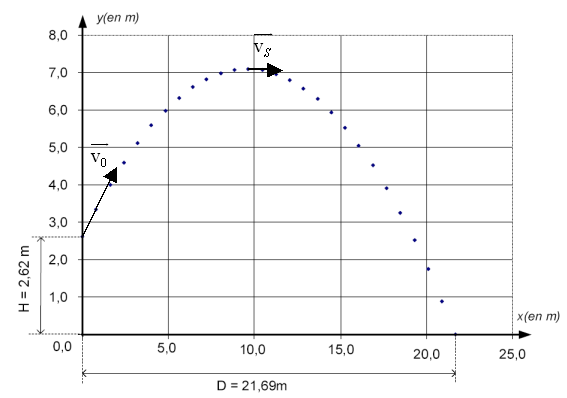 y(en m)
8,0
v_S
7,0
6,0
5,0
v_0
4,0
3,0
2,0
H = 2,62 m
1,0
x(en m)
0,0 5,0 10,0 15,0 20,0 25,0
D = 21,69m